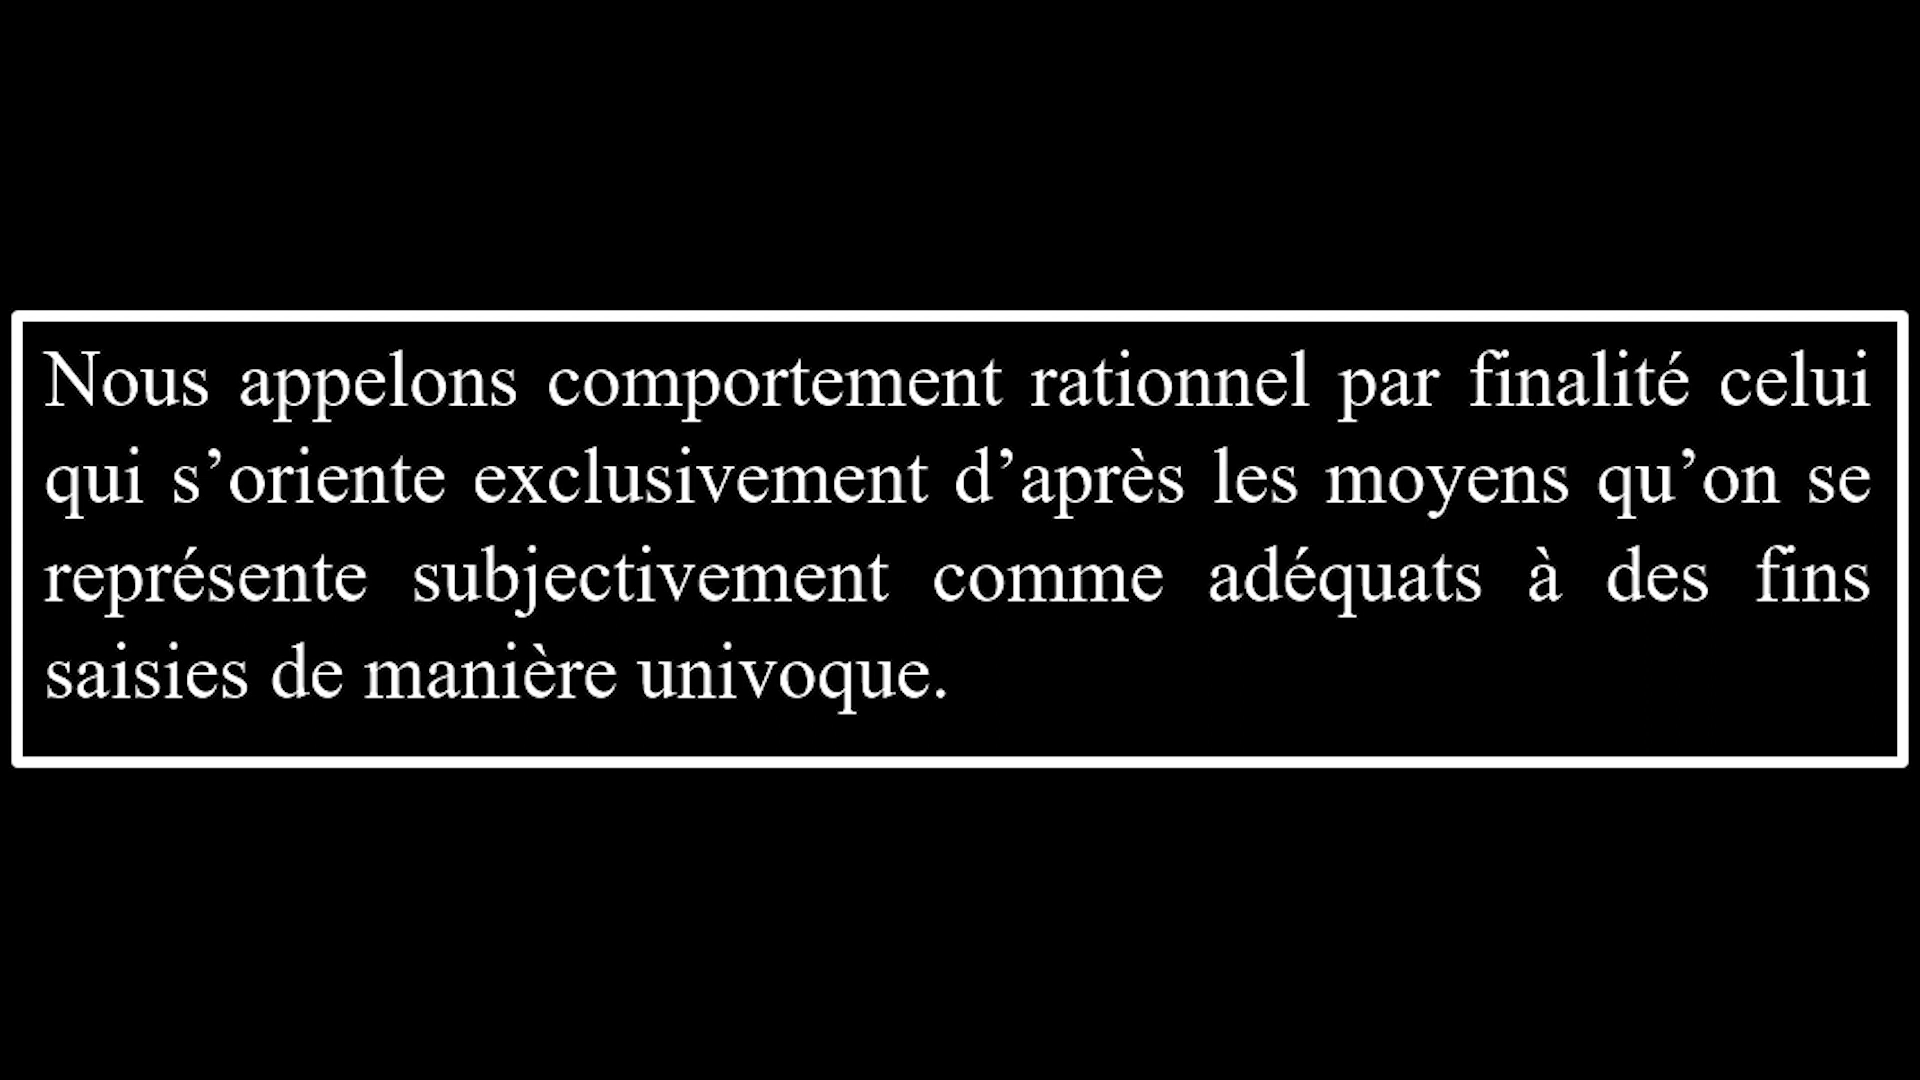 Nous appelons comportement rationnel par finalité celui
qui s’oriente exclusivement d’après les moyens qu’on se
représente subjectivement comme adéquats à des fins
saisies de manière univoque.